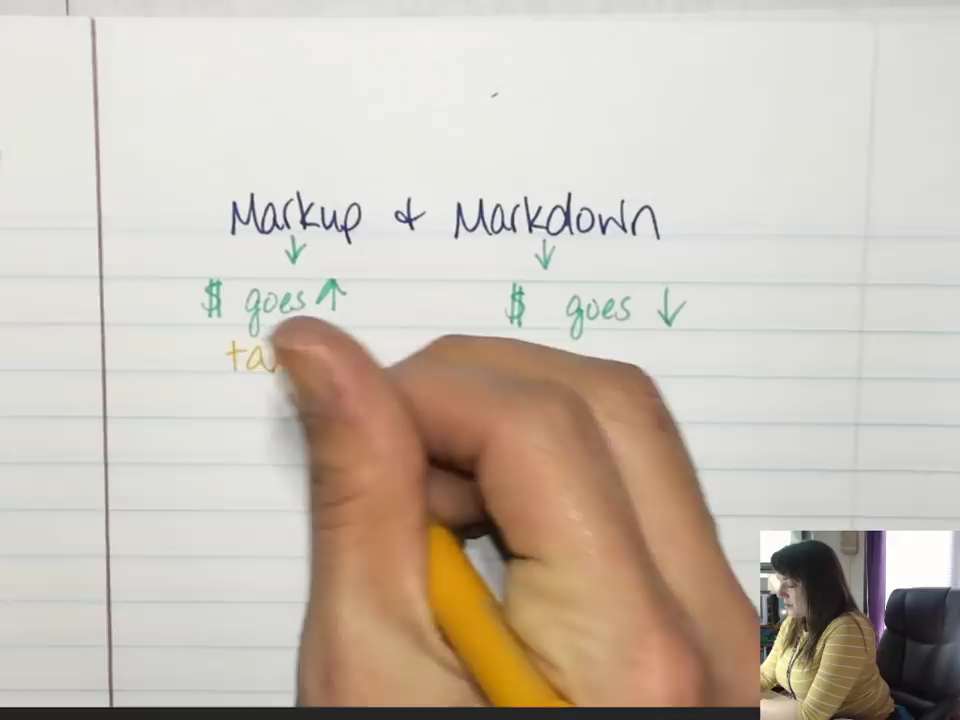 Markup & Markdown
↓ ↓
$ goes ↑ $ goes ↓